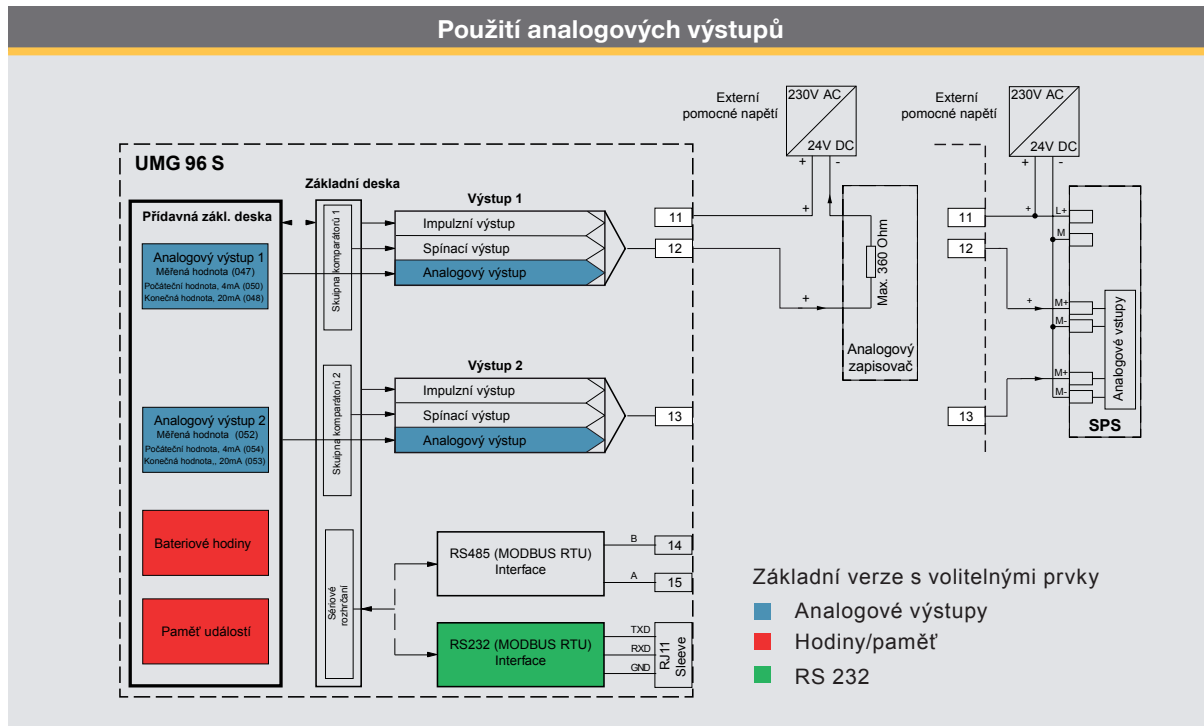 Použití analogových výstupů
UMG 96 S
Přídavná zákl. deska
Analogový výstup 1
Měřená hodnota (047)
Počáteční hodnota, 4mA (050)
Konečná hodnota, 20mA (048)
Analogový výstup 2
Měřená hodnota (052)
Počáteční hodnota, 4mA (054)
Konečná hodnota,, 20mA (053)
Bateriové hodiny
Paměť událostí
Základní deska
Skuipna komparátorů 1
Skuipna komparátorů 2
Sériové
rozhrčaní
Výstup 1
Impulzní výstup
Spínací výstup
Analogový výstup
Výstup 2
Impulzní výstup
Spínací výstup
Analogový výstup
RS485 (MODBUS RTU)
Interface
RS232 (MODBUS RTU)
Interface
B
A
TXD
RXD
GND
RJ11
Sleeve
11
12
13
14
15
Externí
pomocné napětí
230V AC
24V DC
+
-
+
+
Max. 360 Ohm
Analogový
zapisovač
Externí
pomocné napětí
230V AC
24V DC
+
-
11
12
13
+
+
L+
M
M+
M-
M+
M-
Analogové vstupy
SPS
Základní verze s volitelnými prvky
Analogové výstupy
Hodiny/paměť
RS 232